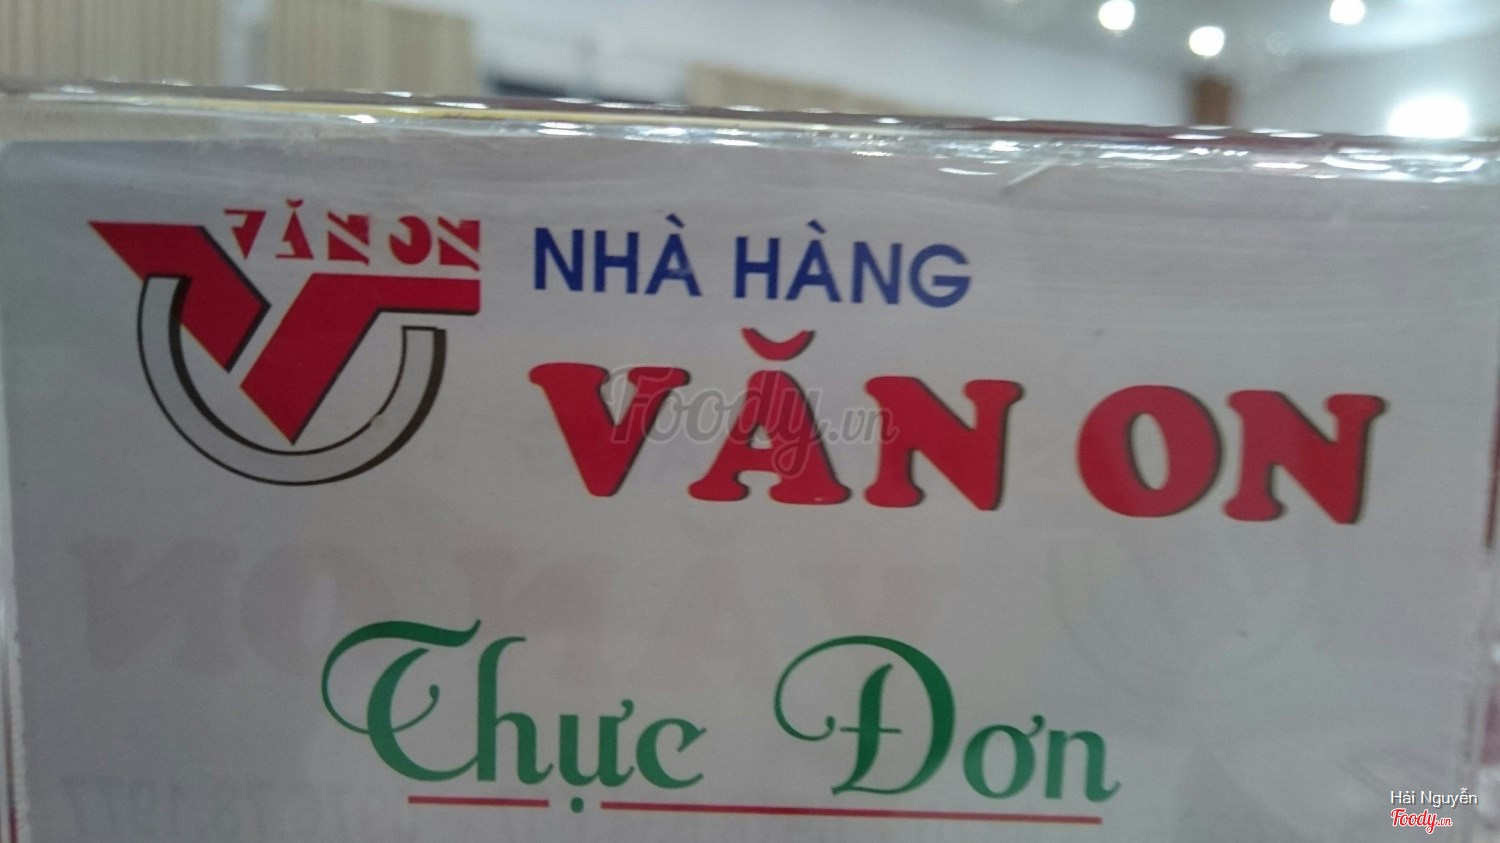 VĂN ON
NHÀ HÀNG
VĂN ON
Foody.vn
Thực Đơn
Hải Nguyễn
Foody.vn